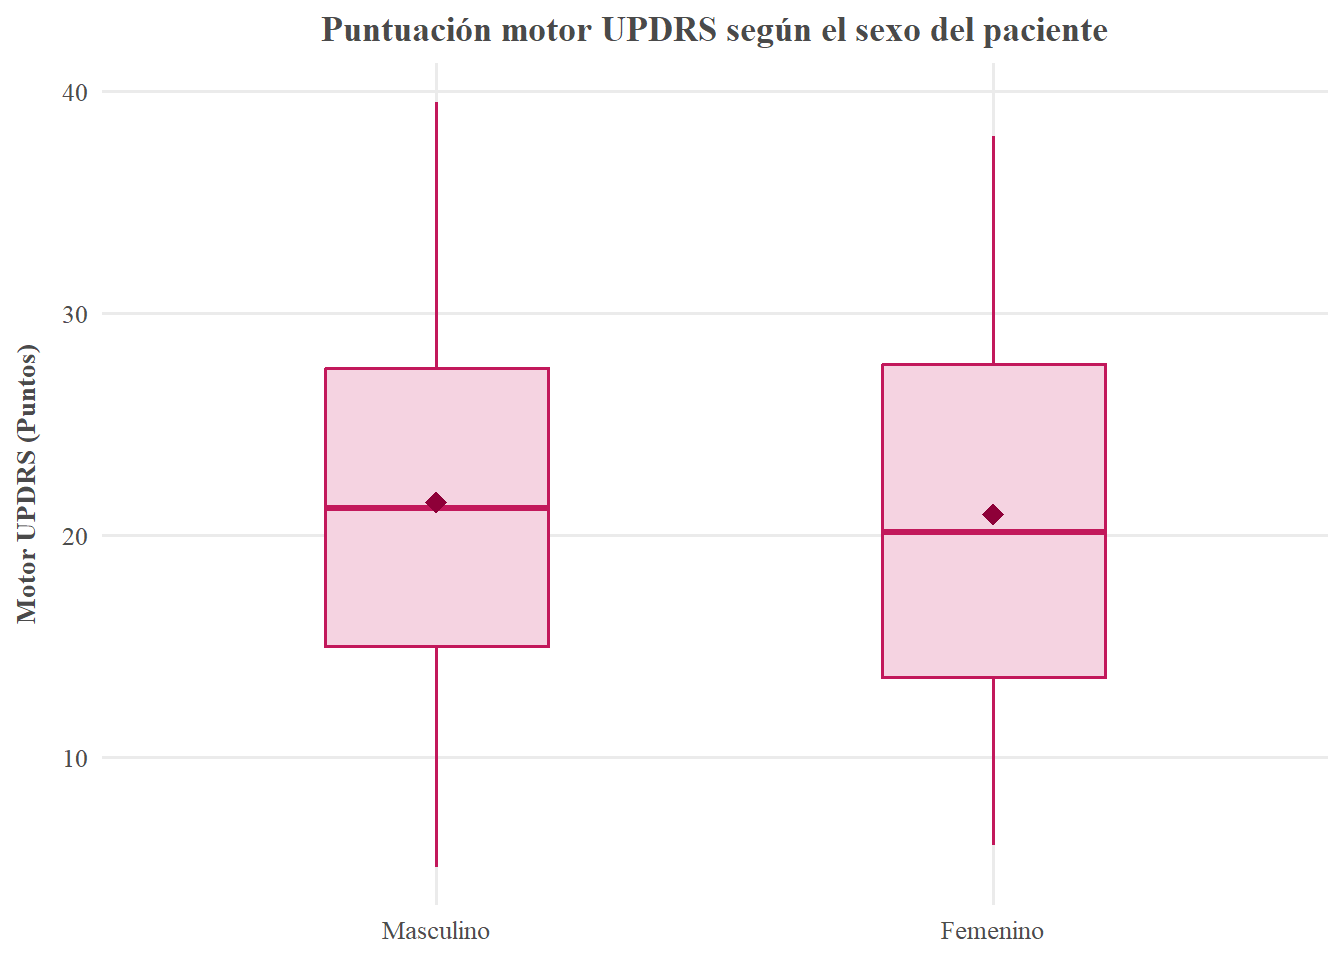 Puntuación motor UPDRS según el sexo del paciente
Motor UPDRS (Puntos)
40
30
20
10
Masculino
Femenino